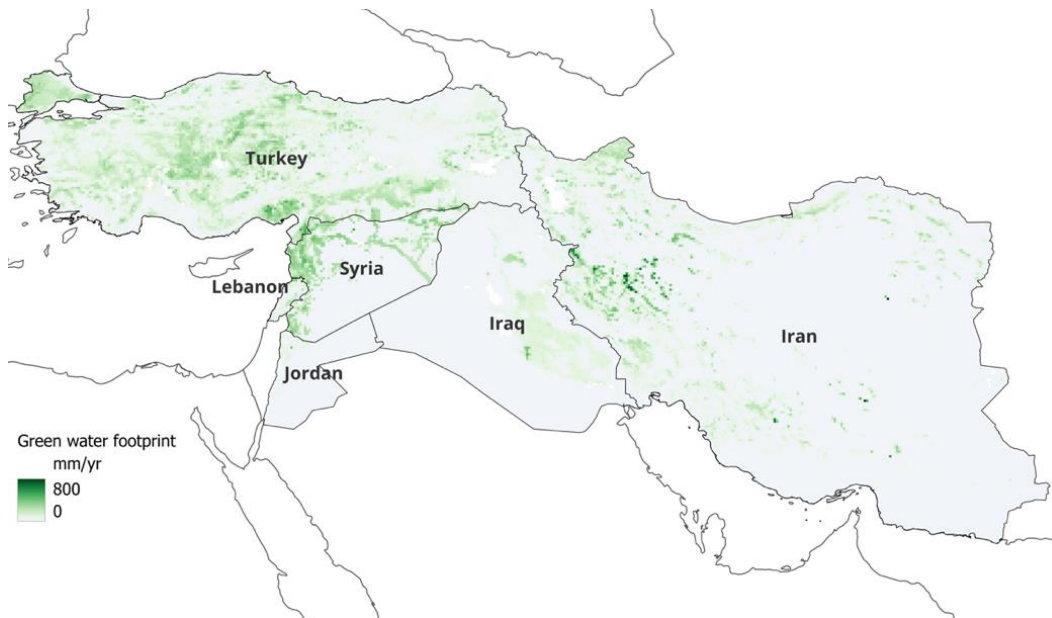 Turkey
Syria
Lebanon
Iraq
Iran
Jordan
Green water footprint
mm/yr
800
0